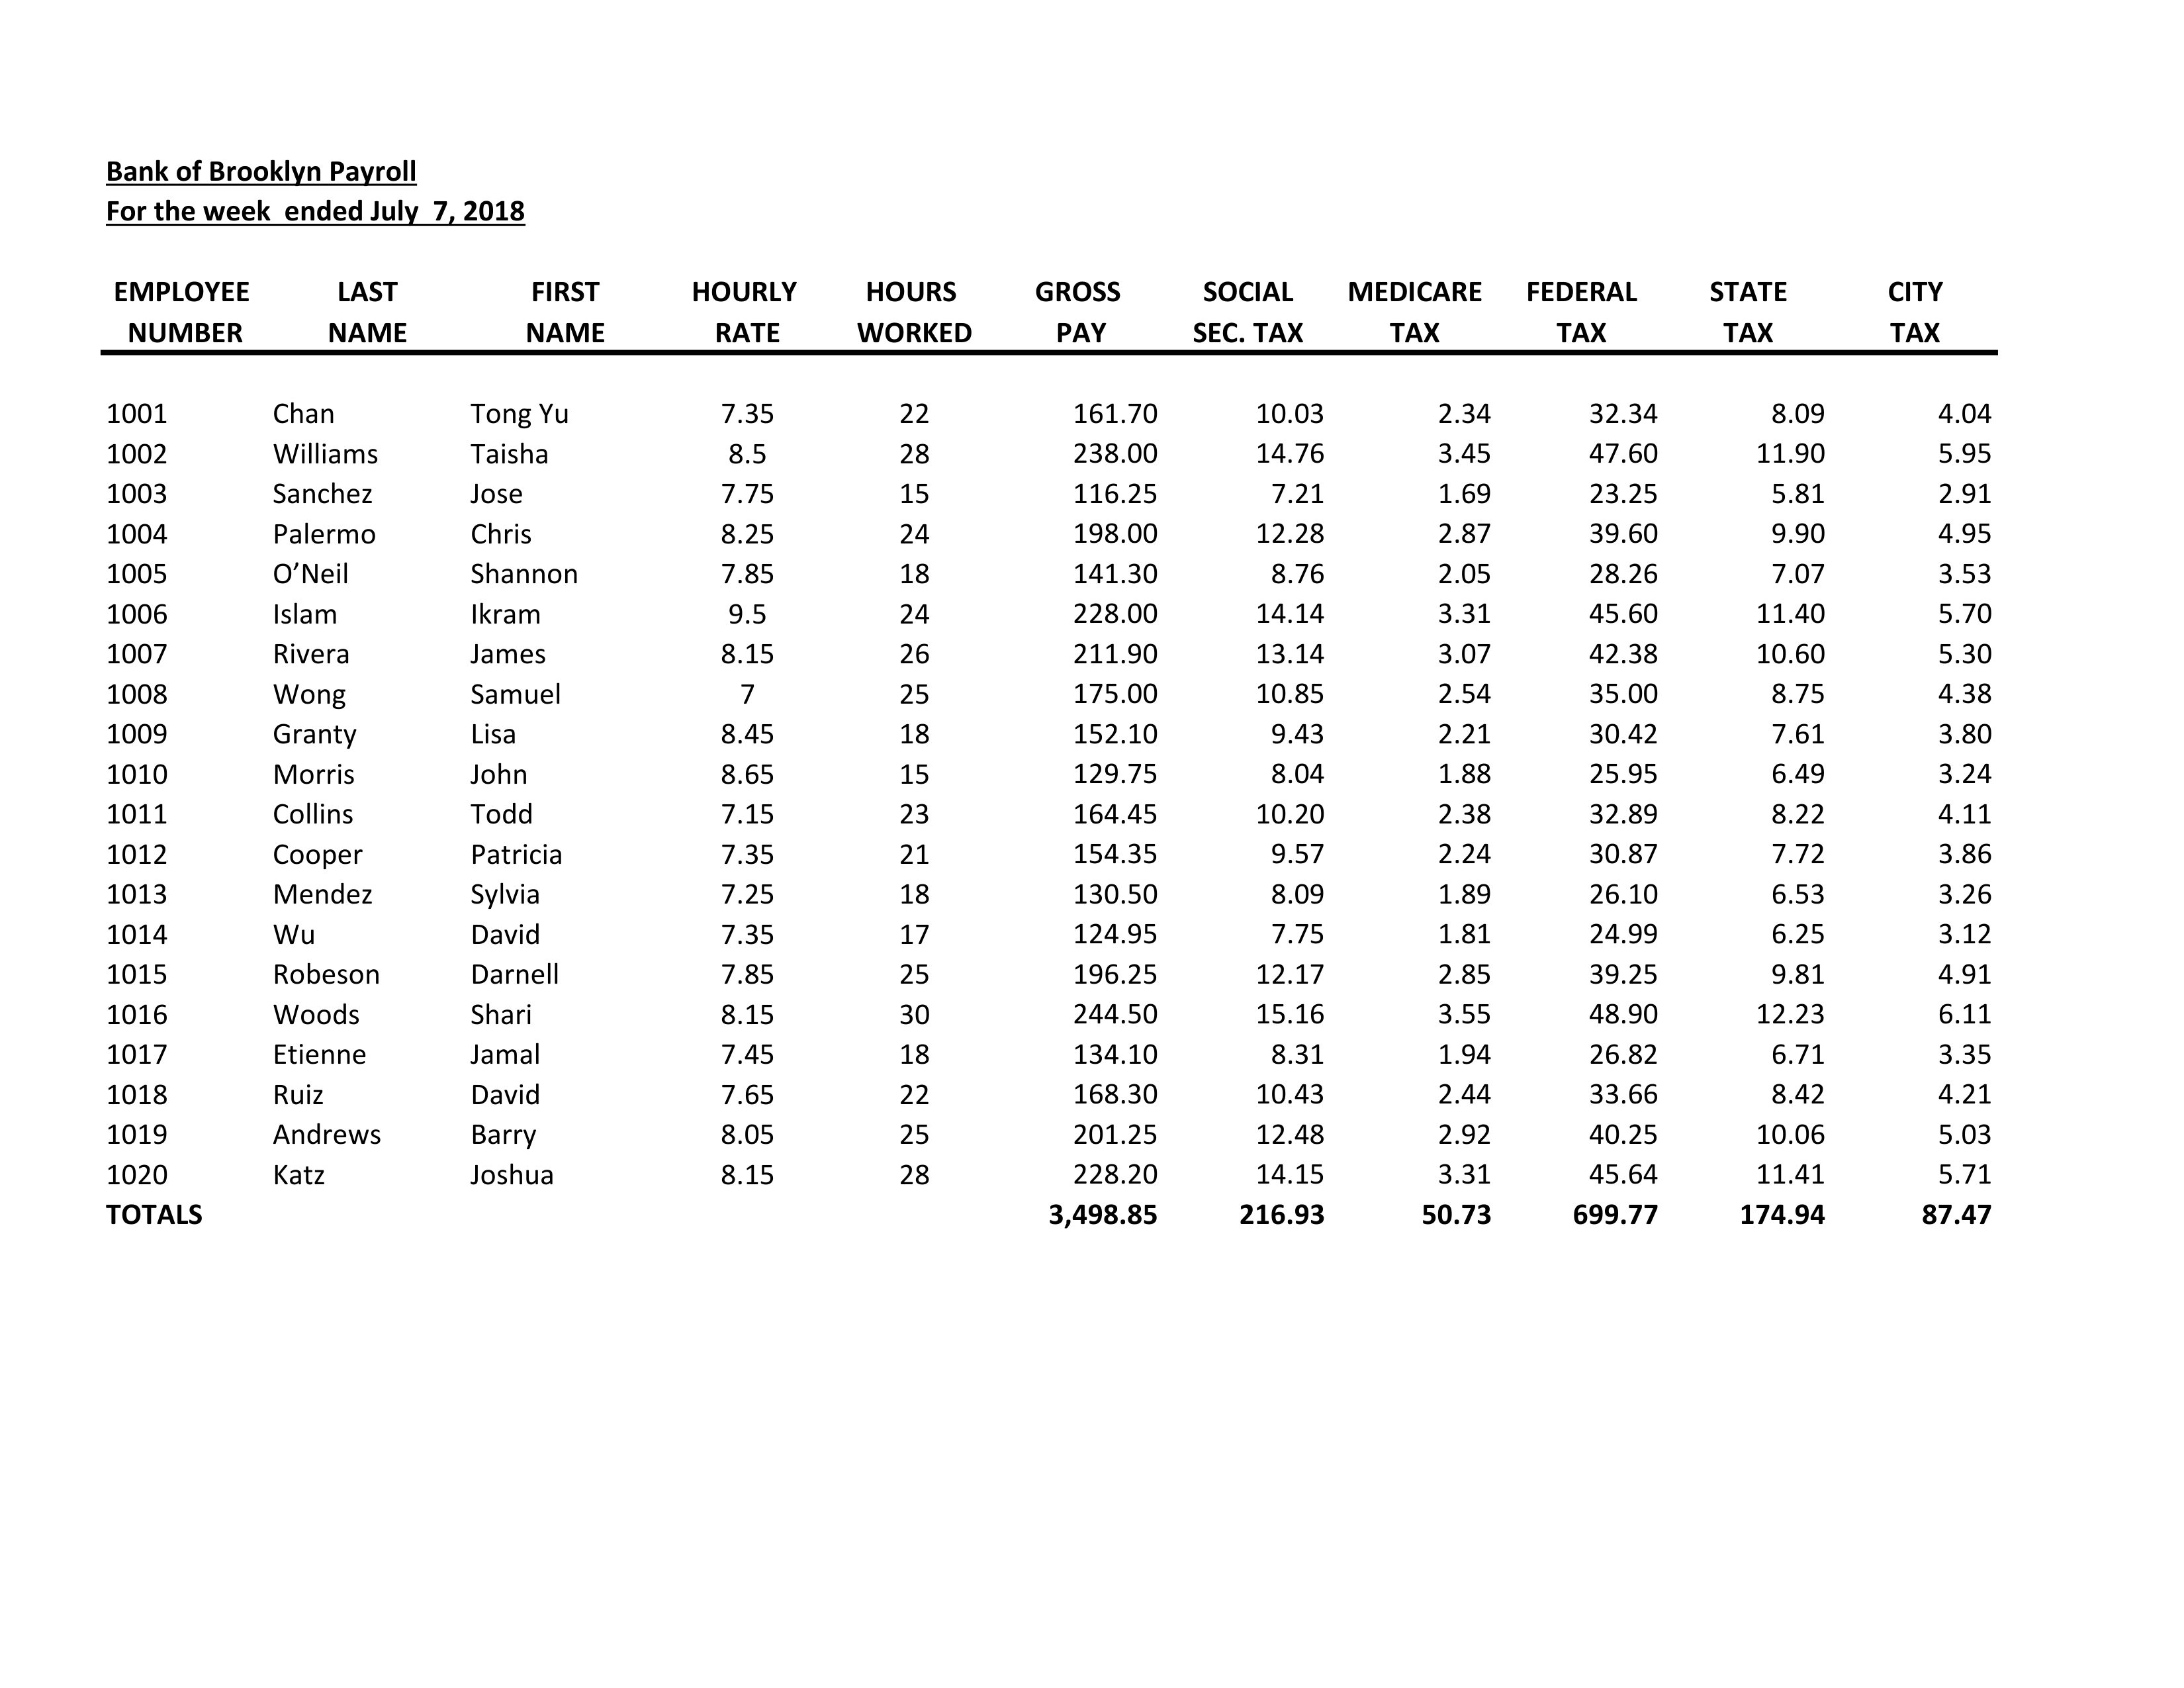 Bank of Brooklyn Payroll
For the week  ended July  7, 2018
EMPLOYEE LAST FIRST HOURLY HOURS GROSS SOCIAL MEDICARE FEDERAL STATE CITY
NUMBER NAME NAME RATE WORKED PAY SEC. TAX TAX TAX TAX TAX
1001 Chan Tong Yu 7.35 22 161.70 10.03 2.34 32.34 8.09 4.04
1002 Williams Taisha 8.5 28 238.00 14.76 3.45 47.60 11.90 5.95
1003 Sanchez Jose 7.75 15 116.25 7.21 1.69 23.25 5.81 2.91
1004 Palermo Chris 8.25 24 198.00 12.28 2.87 39.60 9.90 4.95
1005 O’Neil Shannon 7.85 18 141.30 8.76 2.05 28.26 7.07 3.53
1006 Islam Ikram 9.5 24 228.00 14.14 3.31 45.60 11.40 5.70
1007 Rivera James 8.15 26 211.90 13.14 3.07 42.38 10.60 5.30
1008 Wong Samuel 7 25 175.00 10.85 2.54 35.00 8.75 4.38
1009 Granty Lisa 8.45 18 152.10 9.43 2.21 30.42 7.61 3.80
1010 Morris John 8.65 15 129.75 8.04 1.88 25.95 6.49 3.24
1011 Collins Todd 7.15 23 164.45 10.20 2.38 32.89 8.22 4.11
1012 Cooper Patricia 7.35 21 154.35 9.57 2.24 30.87 7.72 3.86
1013 Mendez Sylvia 7.25 18 130.50 8.09 1.89 26.10 6.53 3.26
1014 Wu David 7.35 17 124.95 7.75 1.81 24.99 6.25 3.12
1015 Robeson Darnell 7.85 25 196.25 12.17 2.85 39.25 9.81 4.91
1016 Woods Shari 8.15 30 244.50 15.16 3.55 48.90 12.23 6.11
1017 Etienne Jamal 7.45 18 134.10 8.31 1.94 26.82 6.71 3.35
1018 Ruiz David 7.65 22 168.30 10.43 2.44 33.66 8.42 4.21
1019 Andrews Barry 8.05 25 201.25 12.48 2.92 40.25 10.06 5.03
1020 Katz Joshua 8.15 28 228.20 14.15 3.31 45.64 11.41 5.71
TOTALS 3,498.85 216.93 50.73 699.77 174.94 87.47